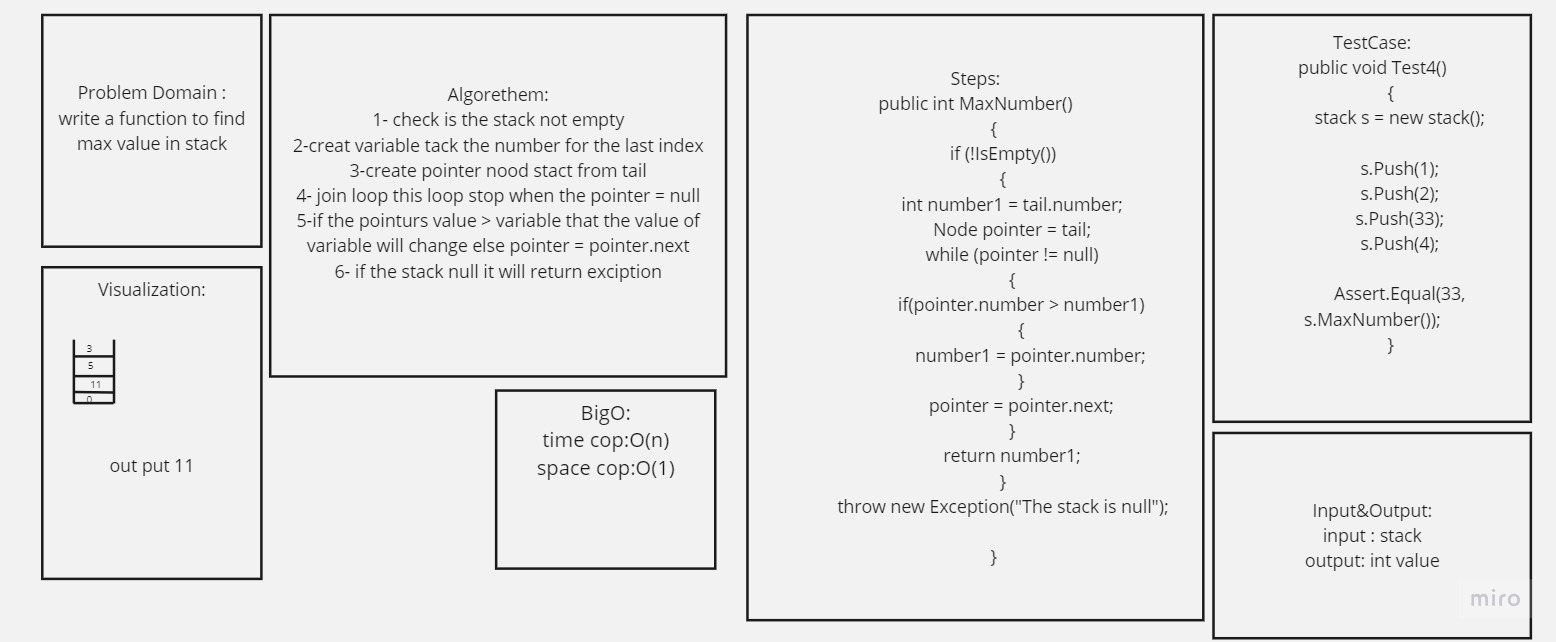 Problem Domain :
write a function to find
max value in stack
Algorethem:
1- check is the stack not empty
2-creat variable tack the number for the last index
3-create pointer nood stact from tail
4- join loop this loop stop when the pointer = null
5-if the pointurs value > variable that the value of
variable will change else pointer = pointer.next
6- if the stack null it will return exciption
Visualization:
3
5
11
0
out put 11
BigO:
time cop:O(n)
space cop:O(1)
Steps:
public int MaxNumber()
{
if (!IsEmpty())
{
int number1 = tail.number;
Node pointer = tail;
while (pointer != null)
{
if(pointer.number > number1)
{
number1 = pointer.number;
}
pointer = pointer.next;
}
return number1;
}
throw new Exception("The stack is null");
}
TestCase:
public void Test4()
{
stack s = new stack();
s.Push(1);
s.Push(2);
s.Push(33);
s.Push(4);
Assert.Equal(33,
s.MaxNumber());
}
Input&Output:
input : stack
output: int value
miro